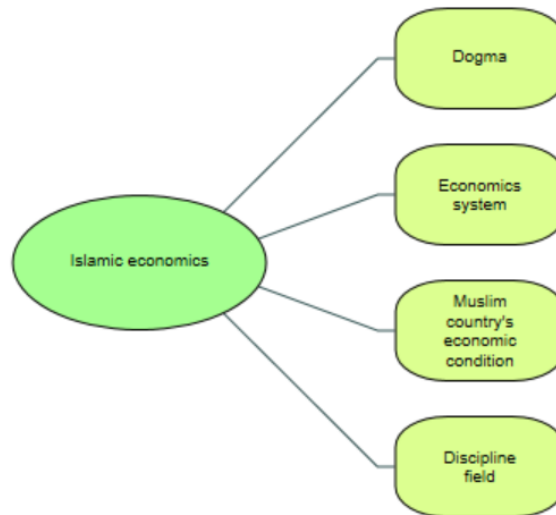 Dogma
Economics
system
Islamic economics
Muslim
country's
economic
condition
Discipline
field